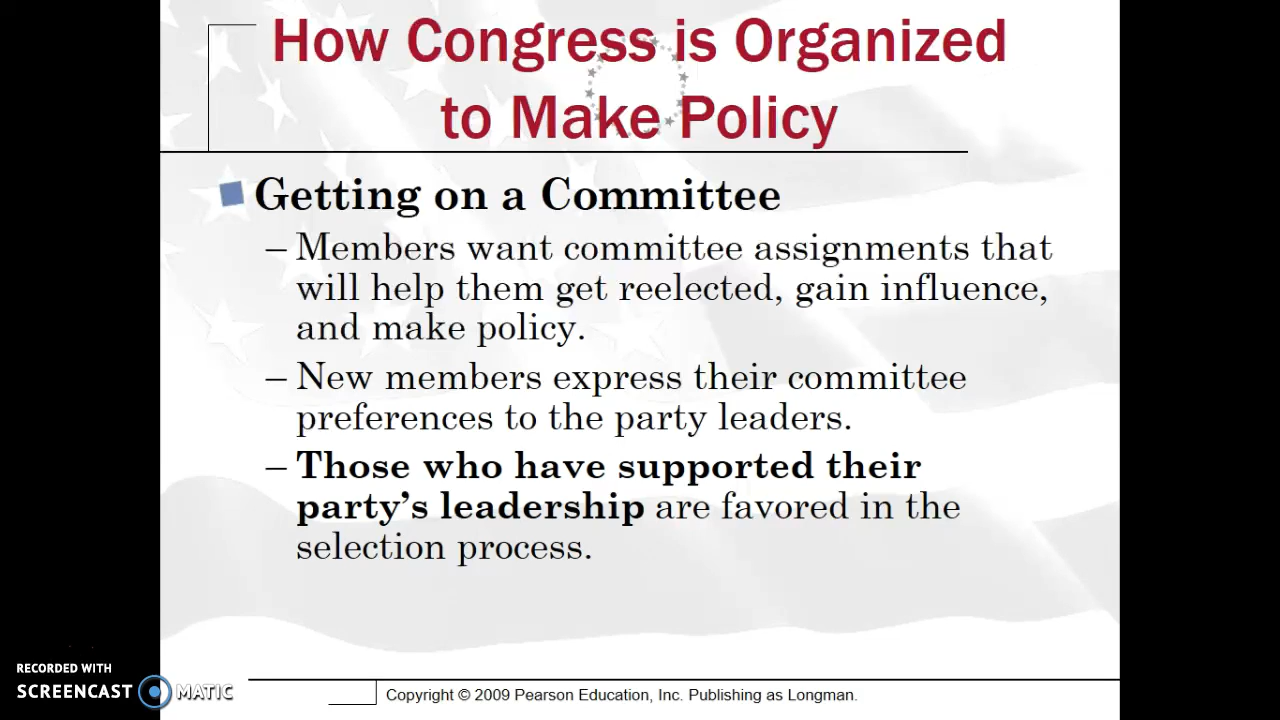 How Congress is Organized
to Make Policy
Getting on a Committee
– Members want committee assignments that
will help them get reelected, gain influence,
and make policy.
– New members express their committee
preferences to the party leaders.
– Those who have supported their
party’s leadership are favored in the
selection process.
RECORDED WITH
SCREENCAST MATIC
Copyright © 2009 Pearson Education, Inc. Publishing as Longman.